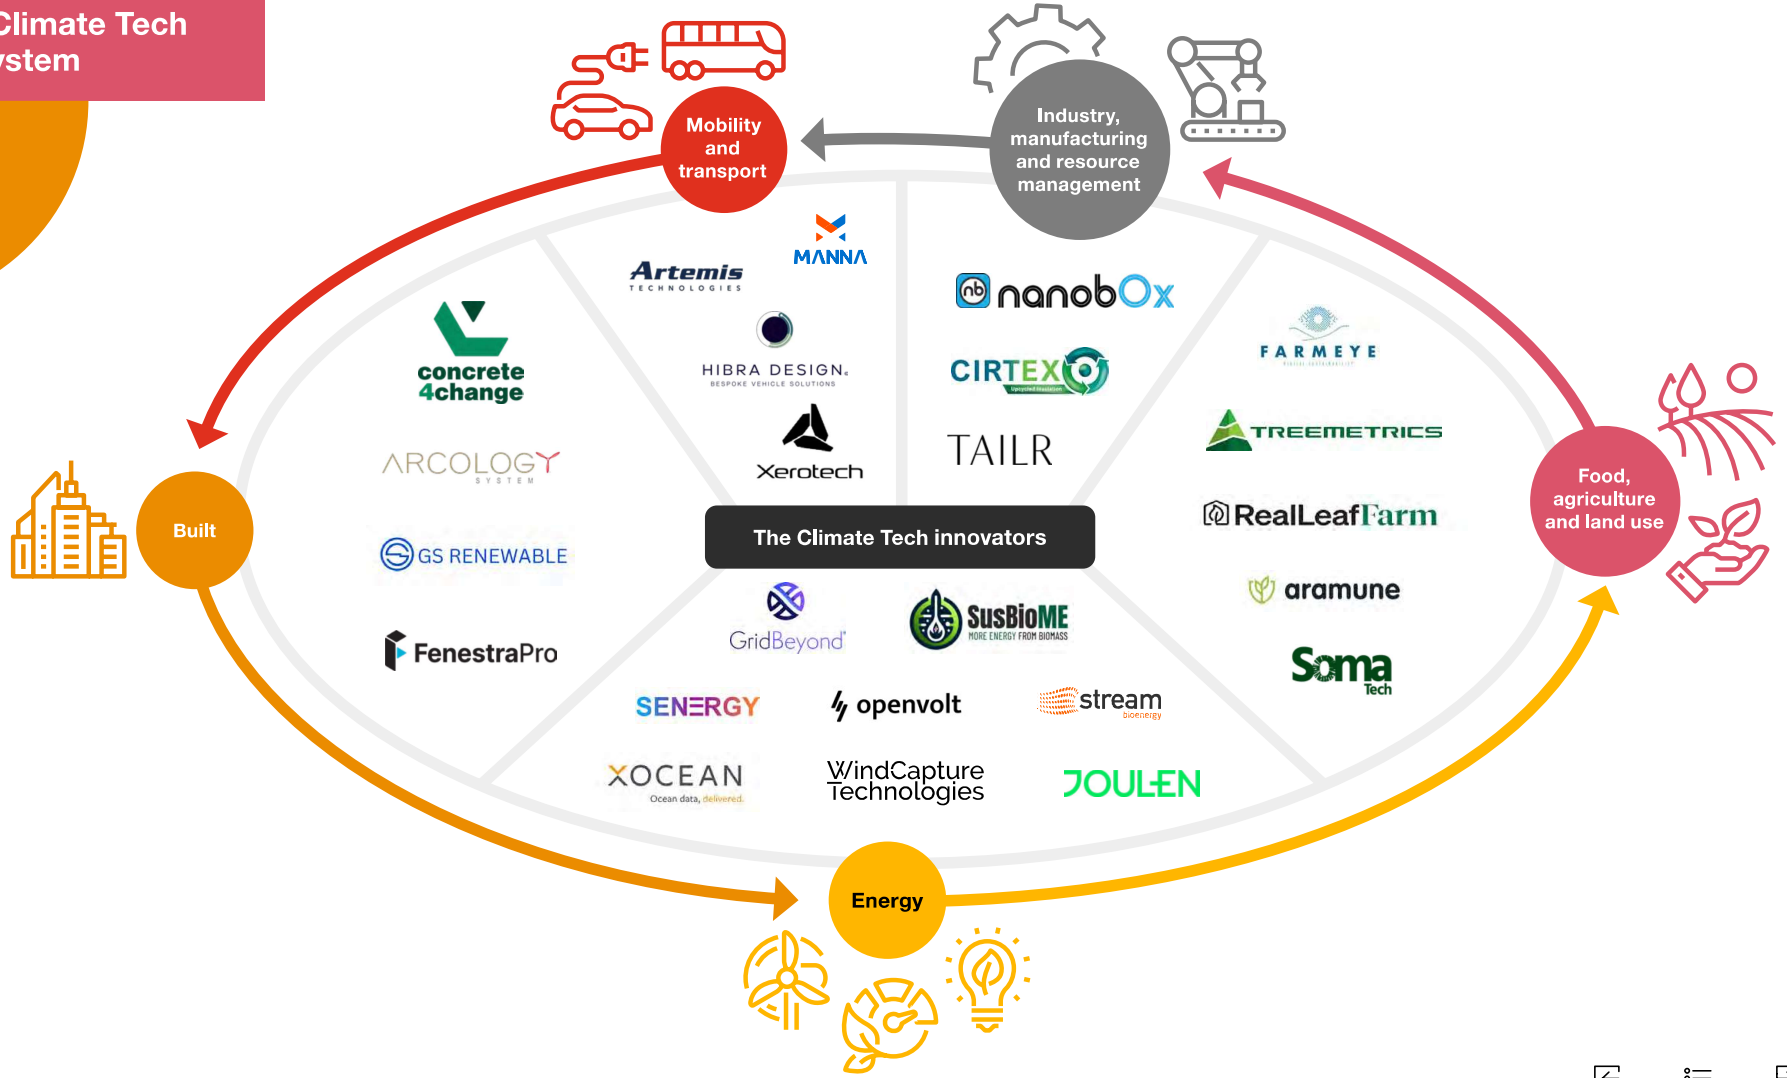 Climate Tech
ystem
Mobility
and
transport
Industry,
manufacturing
and resource
management
MANNA
Artemis
TECHNOLOGIES
HIBRA DESIGN
BESPOKE VEHICLE SOLUTIONS
Xerotech
nb nanobOx
CIRTEX
Upcycled Insulation
TAILR
FARMEYE
TREEMETRICS
RealLeafFarm
aramune
Soma
Tech
Food,
agriculture
and land use
concrete
4change
ARCOLOGY
SYSTEM
GS RENEWABLE
FenestraPro
Built
The Climate Tech innovators
GridBeyond
SusBioME
MORE ENERGY FROM BIOMASS
SENERGY
openvolt
stream
bioenergy
XOCEAN
Ocean data, delivered.
WindCapture
Technologies
JOULEN
Energy